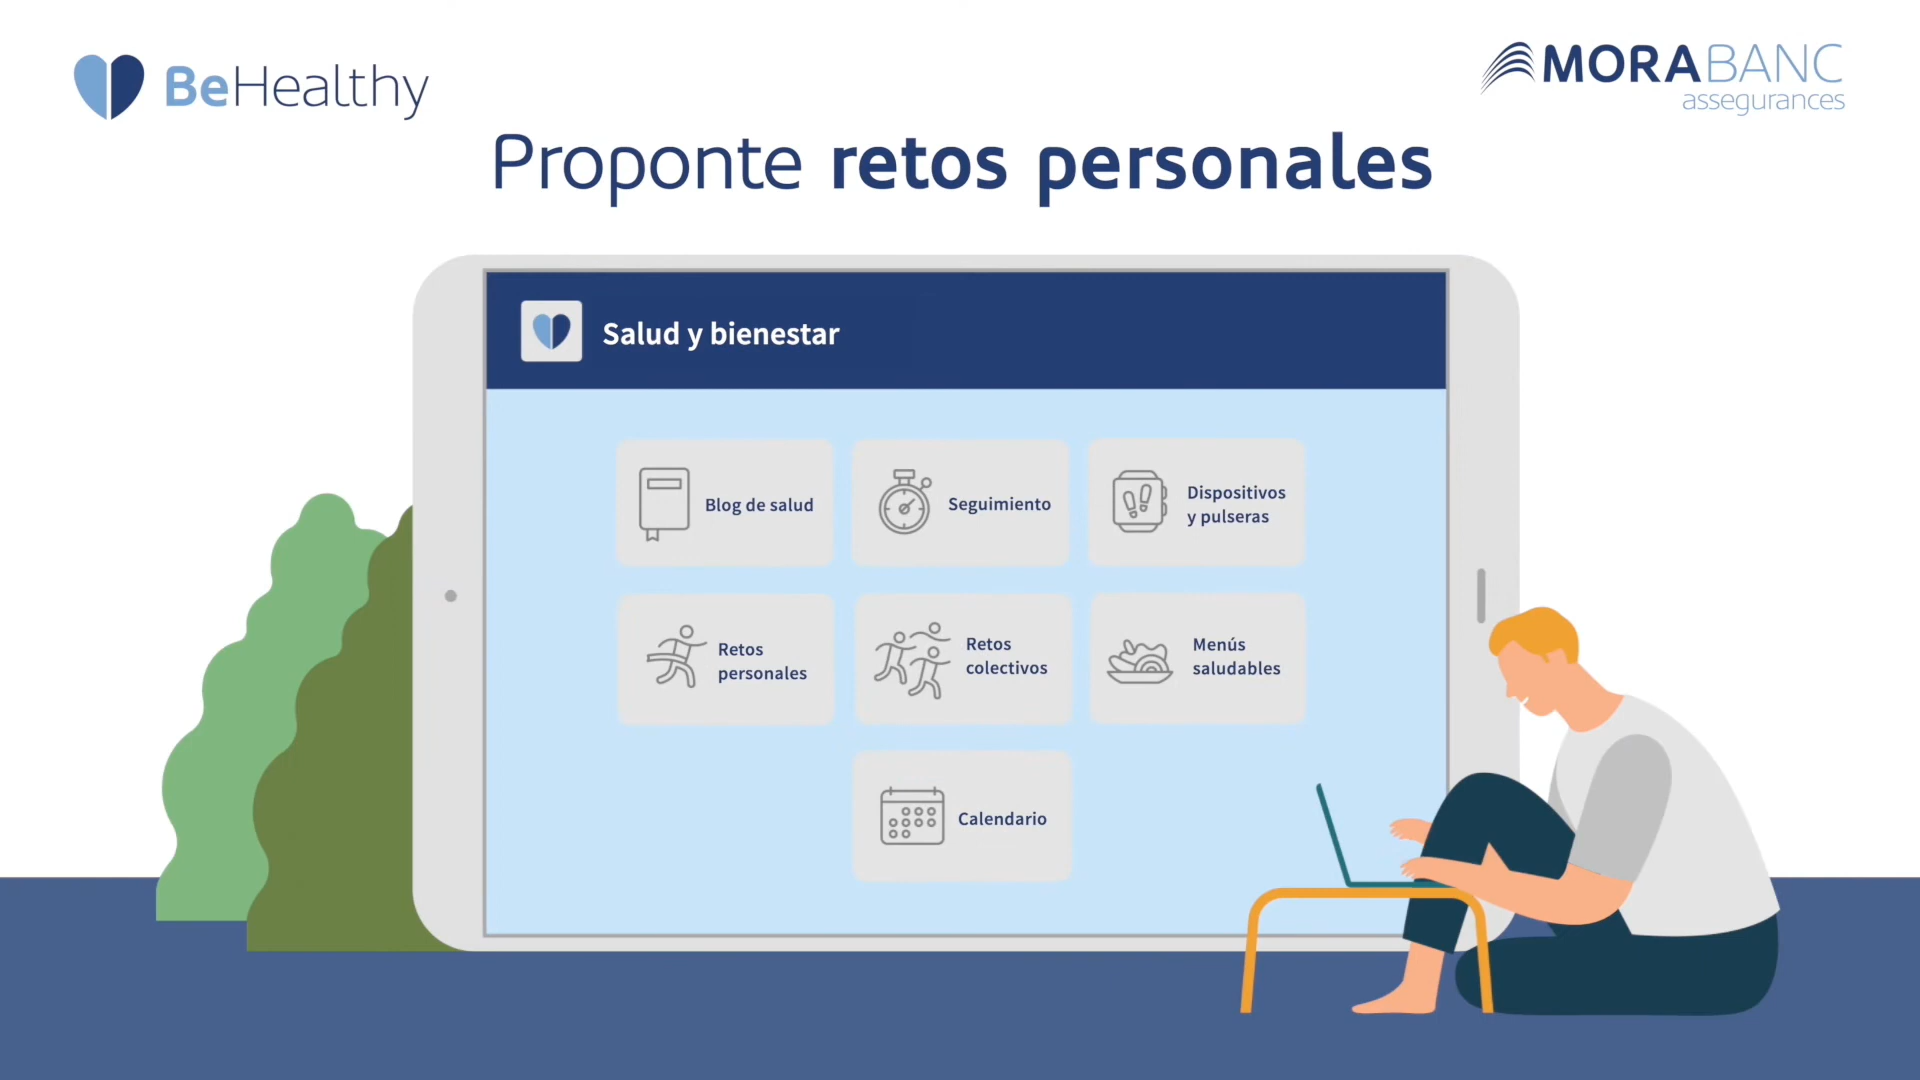 BeHealthy
MORABANC
assegurances
Proponte retos personales
Salud y bienestar
Blog de salud
Seguimiento
Dispositivos
y pulseras
Retos
personales
Retos
colectivos
Menús
saludables
Calendario